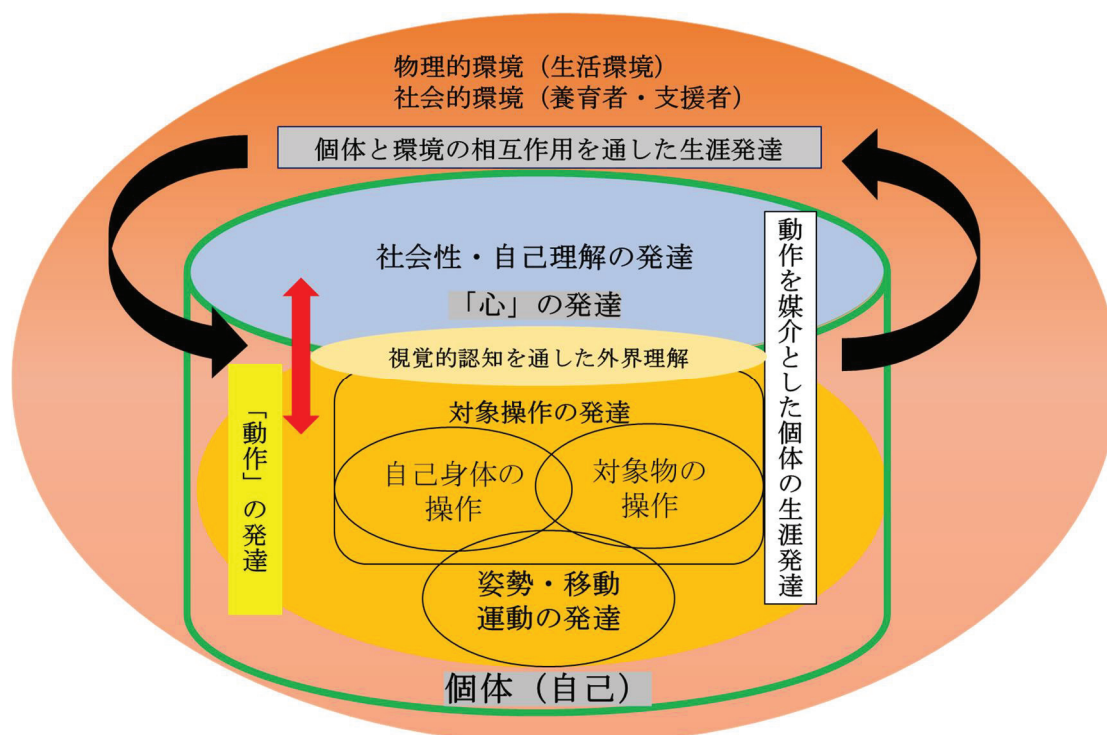 物理的環境（生活環境）
社会的環境（養育者・支援者）
個体と環境の相互作用を通した生涯発達
社会性・自己理解の発達
「心」の発達
視覚的認知を通した外界理解
動作を媒介とした個体の生涯発達
「動作」の発達
対象操作の発達
自己身体の
操作
対象物の
操作
姿勢・移動
運動の発達
個体（自己）